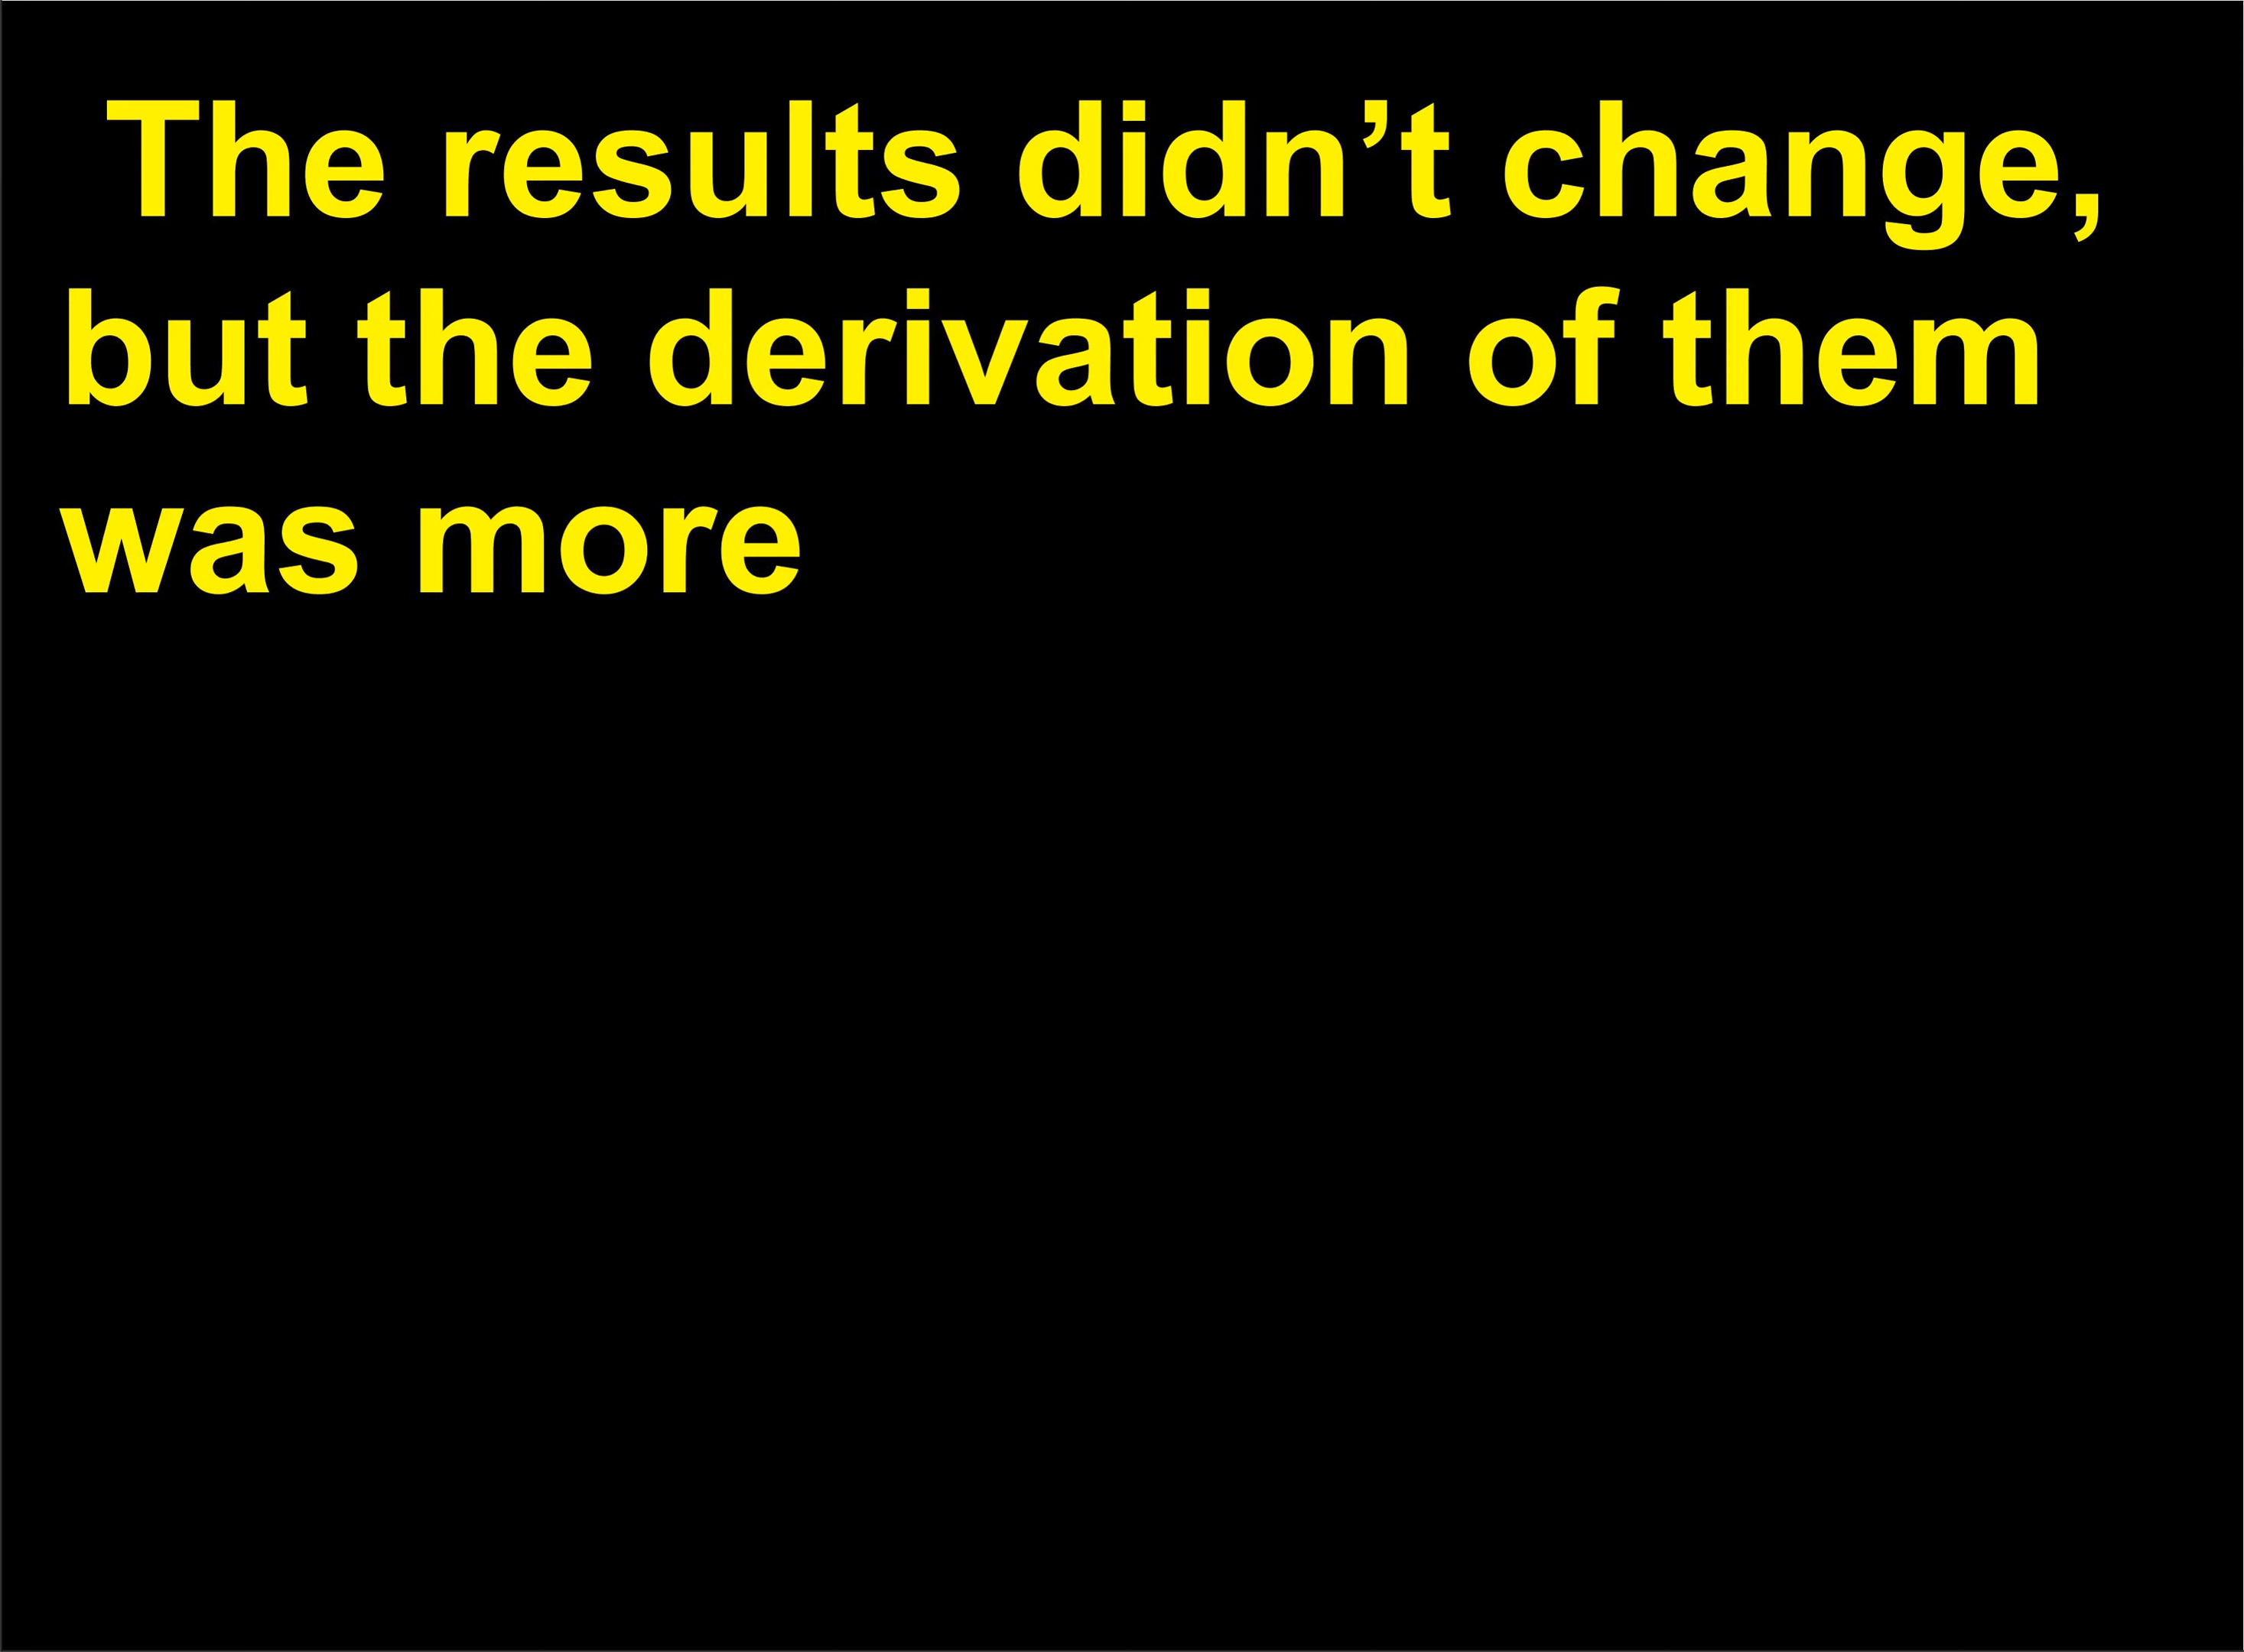 The results didn’t change,
but the derivation of them
was more